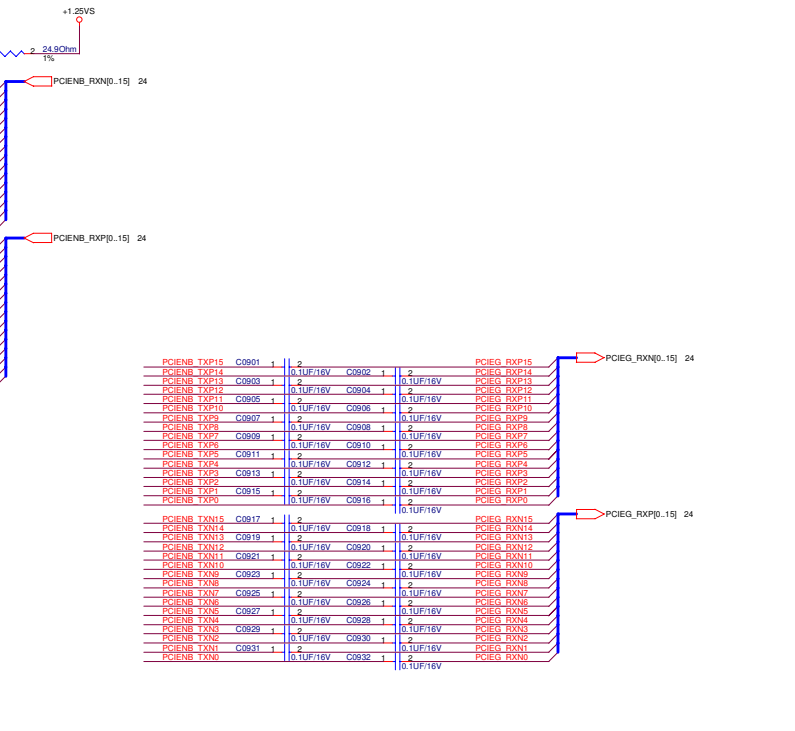 +1.25VS
2 24.9Ohm
1%
PCIENB_RXN[0..15] 24
PCIENB_RXP[0..15] 24
PCIEG_RXN[0..15] 24
PCIENB_TXP15 C0901 1 2 PCIEG_RXP15
PCIENB_TXP14 0.1UF/16V C0902 1 2 PCIEG_RXP14
PCIENB_TXP13 C0903 1 2 0.1UF/16V PCIEG_RXP13
PCIENB_TXP12 0.1UF/16V C0904 1 2 PCIEG_RXP12
PCIENB_TXP11 C0905 1 2 0.1UF/16V PCIEG_RXP11
PCIENB_TXP10 0.1UF/16V C0906 1 2 PCIEG_RXP10
PCIENB_TXP9 C0907 1 2 0.1UF/16V PCIEG_RXP9
PCIENB_TXP8 0.1UF/16V C0908 1 2 PCIEG_RXP8
PCIENB_TXP7 C0909 1 2 0.1UF/16V PCIEG_RXP7
PCIENB_TXP6 0.1UF/16V C0910 1 2 PCIEG_RXP6
PCIENB_TXP5 C0911 1 2 0.1UF/16V PCIEG_RXP5
PCIENB_TXP4 0.1UF/16V C0912 1 2 PCIEG_RXP4
PCIENB_TXP3 C0913 1 2 0.1UF/16V PCIEG_RXP3
PCIENB_TXP2 0.1UF/16V C0914 1 2 PCIEG_RXP2
PCIENB_TXP1 C0915 1 2 0.1UF/16V PCIEG_RXP1
PCIENB_TXP0 0.1UF/16V C0916 1 2 PCIEG_RXP0
0.1UF/16V
PCIEG_RXP[0..15] 24
PCIENB_TXN15 C0917 1 2 PCIEG_RXN15
PCIENB_TXN14 0.1UF/16V C0918 1 2 PCIEG_RXN14
PCIENB_TXN13 C0919 1 2 0.1UF/16V PCIEG_RXN13
PCIENB_TXN12 0.1UF/16V C0920 1 2 PCIEG_RXN12
PCIENB_TXN11 C0921 1 2 0.1UF/16V PCIEG_RXN11
PCIENB_TXN10 0.1UF/16V C0922 1 2 PCIEG_RXN10
PCIENB_TXN9 C0923 1 2 0.1UF/16V PCIEG_RXN9
PCIENB_TXN8 0.1UF/16V C0924 1 2 PCIEG_RXN8
PCIENB_TXN7 C0925 1 2 0.1UF/16V PCIEG_RXN7
PCIENB_TXN6 0.1UF/16V C0926 1 2 PCIEG_RXN6
PCIENB_TXN5 C0927 1 2 0.1UF/16V PCIEG_RXN5
PCIENB_TXN4 0.1UF/16V C0928 1 2 PCIEG_RXN4
PCIENB_TXN3 C0929 1 2 0.1UF/16V PCIEG_RXN3
PCIENB_TXN2 0.1UF/16V C0930 1 2 PCIEG_RXN2
PCIENB_TXN1 C0931 1 2 0.1UF/16V PCIEG_RXN1
PCIENB_TXN0 0.1UF/16V C0932 1 2 PCIEG_RXN0
0.1UF/16V